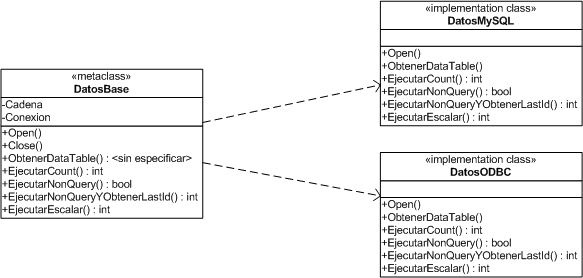 «metaclass»
DatosBase
-Cadena
-Conexion
+Open()
+Close()
+ObtenerDataTable() : <sin especificar>
+EjecutarCount() : int
+EjecutarNonQuery() : bool
+EjecutarNonQueryYObtenerLastId() : int
+EjecutarEscalar() : int
«implementation class»
DatosMySQL
+Open()
+ObtenerDataTable()
+EjecutarCount() : int
+EjecutarNonQuery() : bool
+EjecutarNonQueryYObtenerLastId() : int
+EjecutarEscalar() : int
«implementation class»
DatosODBC
+Open()
+ObtenerDataTable()
+EjecutarCount() : int
+EjecutarNonQuery() : bool
+EjecutarNonQueryYObtenerLastId() : int
+EjecutarEscalar() : int